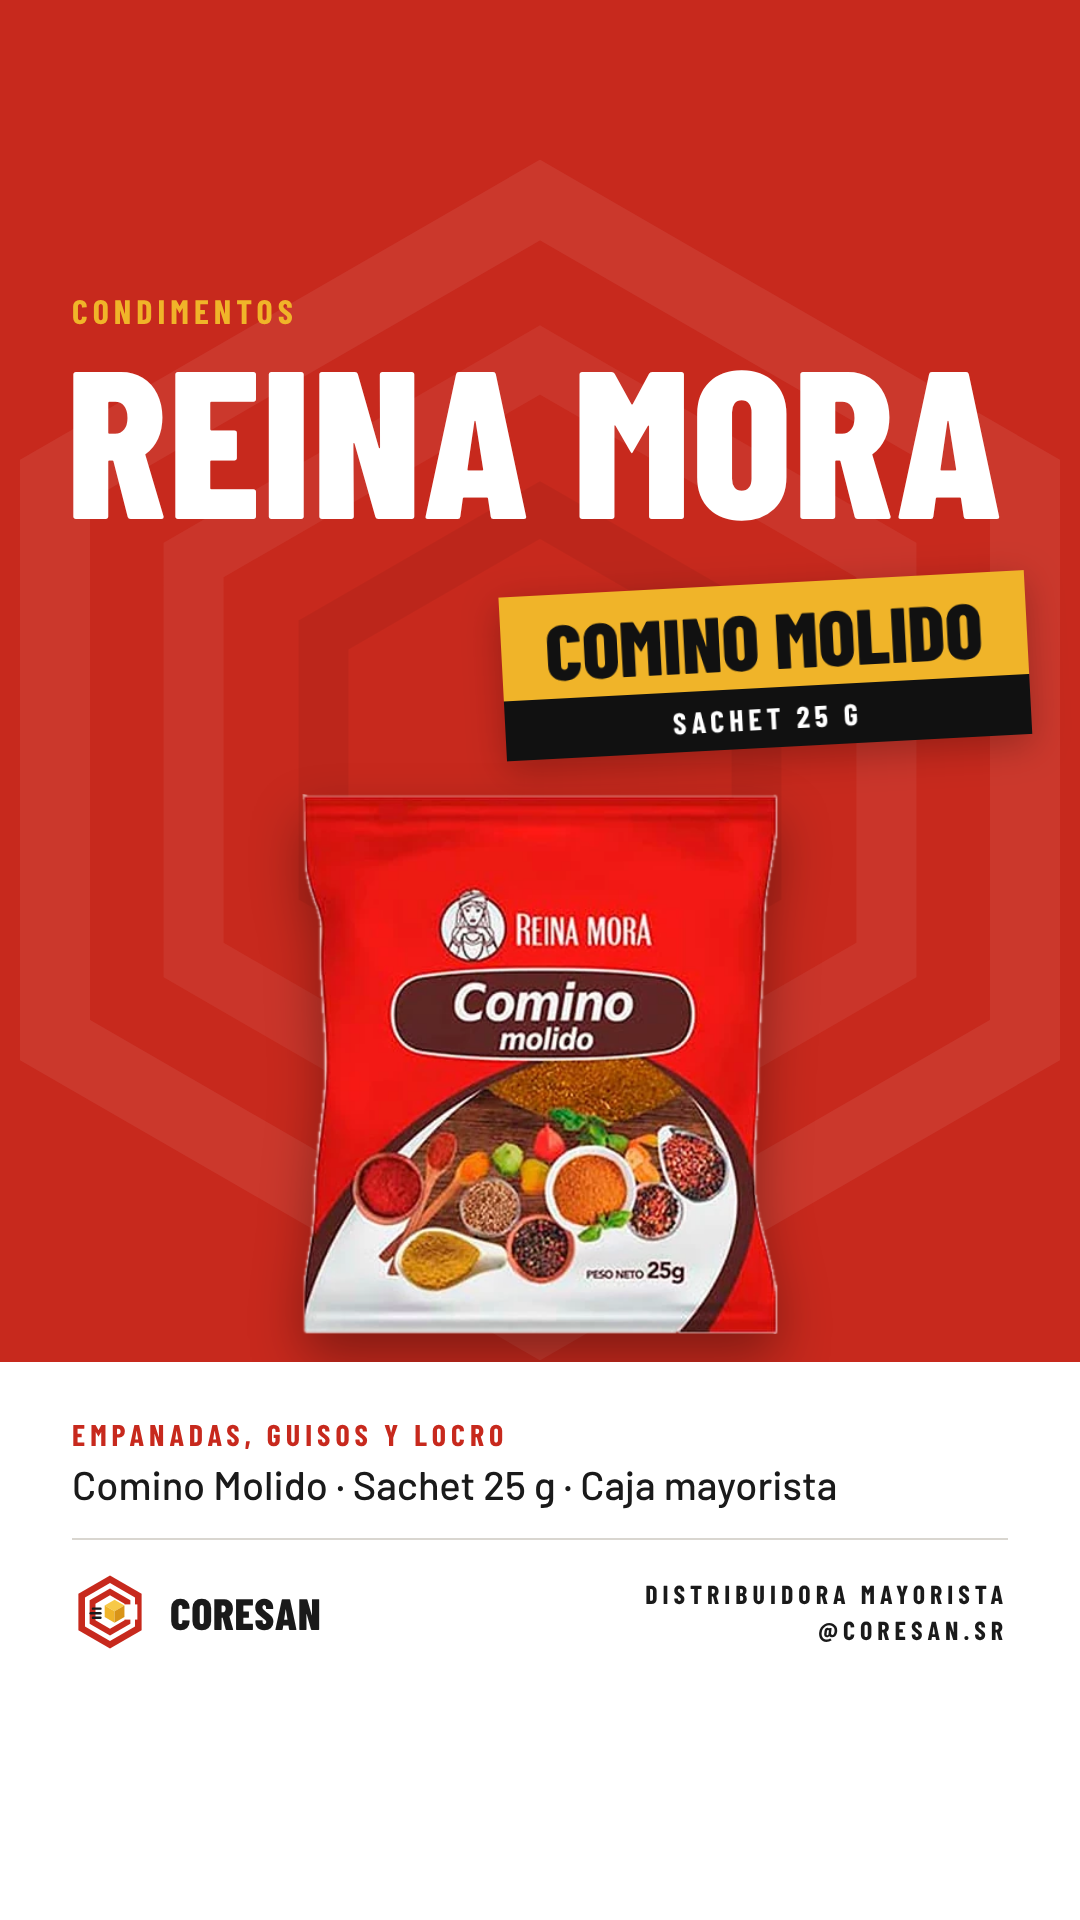 CONDIMENTOS
REINA MORA
COMINO MOLIDO
SACHET 25 G
REINA MORA
Comino
molido
PESO NETO 25g
EMPANADAS, GUISOS Y LOCRO
Comino Molido · Sachet 25 g · Caja mayorista
CORESAN
DISTRIBUIDORA MAYORISTA
@CORESAN.SR